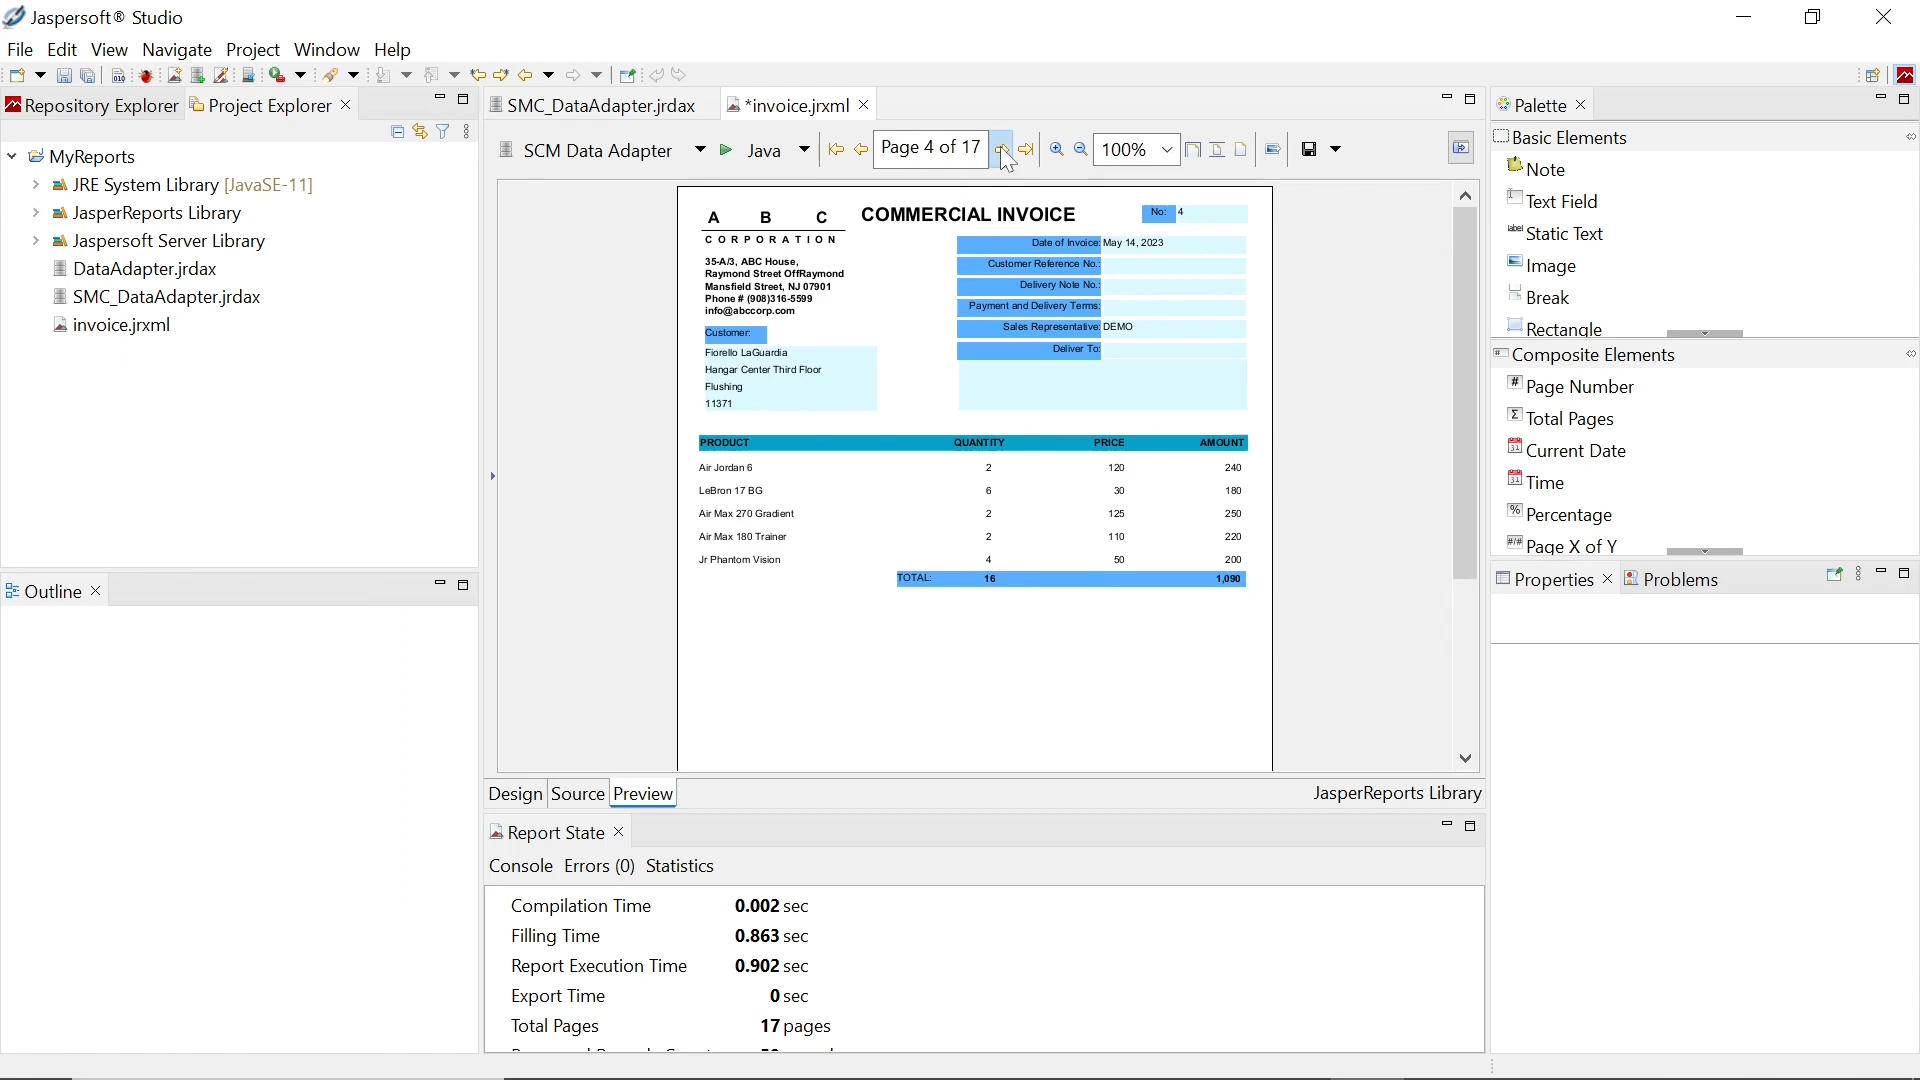 Jaspersoft® Studio
File Edit View Navigate Project Window Help
Repository Explorer Project Explorer
MyReports
JRE System Library [JavaSE-11]
JasperReports Library
Jaspersoft Server Library
DataAdapter.jrdax
SMC_DataAdapter.jrdax
invoice.jrxml
Outline
SMC_DataAdapter.jrdax *invoice.jrxml
SCM Data Adapter Java Page 4 of 17 100%
A B C
CORPORATION
COMMERCIAL INVOICE
No: 4
35-A/3, ABC House,
Raymond Street OffRaymond
Mansfield Street, NJ 07901
Phone # (908)316-5599
info@abccorp.com
Date of Invoice: May 14, 2023
Customer Reference No.:
Delivery Note No.:
Payment and Delivery Terms:
Sales Representative: DEMO
Deliver To:
Customer:
Fiorello LaGuardia
Hangar Center Third Floor
Flushing
11371
PRODUCT QUANTITY PRICE AMOUNT
Air Jordan 6 2 120 240
LeBron 17 BG 6 30 180
Air Max 270 Gradient 2 125 250
Air Max 180 Trainer 2 110 220
Jr Phantom Vision 4 50 200
TOTAL: 16 1,090
Design Source Preview JasperReports Library
Report State
Console Errors (0) Statistics
Compilation Time 0.002 sec
Filling Time 0.863 sec
Report Execution Time 0.902 sec
Export Time 0 sec
Total Pages 17 pages
Palette
Basic Elements
Note
Text Field
Static Text
Image
Break
Rectangle
Composite Elements
Page Number
Total Pages
Current Date
Time
Percentage
Page X of Y
Properties Problems